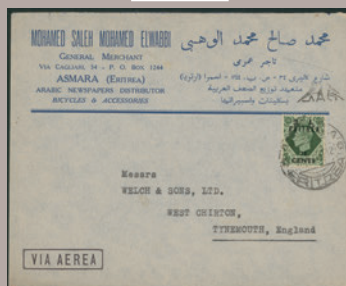 MOHAMED SALEH MOHAMED ELWAHBI
محمد صالح محمد الوهبي
GENERAL MERCHANT
VIA CAGLIARI, 34 - P. O. BOX 1244
ASMARA (ERITREA)
ARABIC NEWSPAPERS DISTRIBUTOR
BICYCLES & ACCESSORIES
تاجر عمومي
متعهد توزيع الصحف العربية
ERITREA
CENTS
Messrs
WELCH & SONS, LTD.
WEST CHIRTON,
TYNEMOUTH, England
VIA AEREA